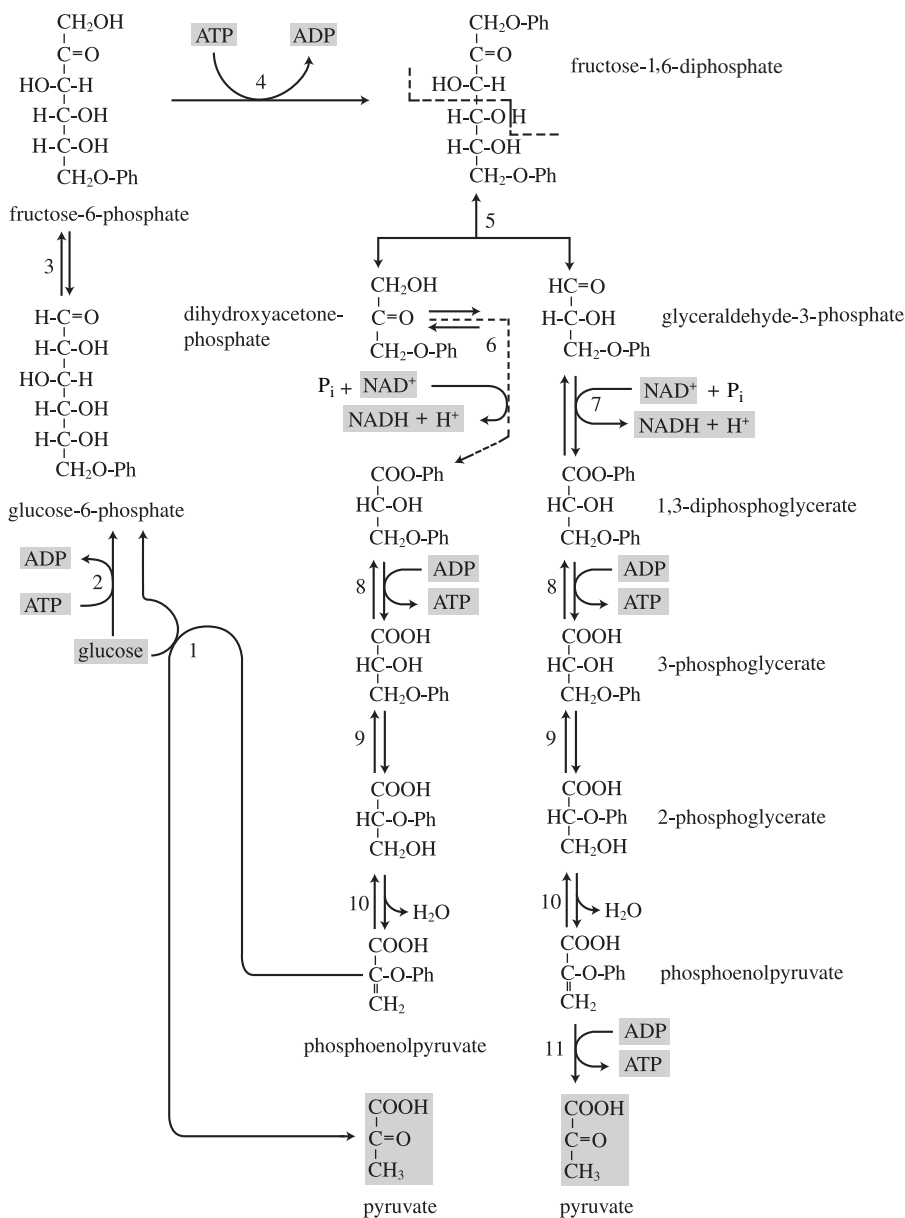 CH₂OH
C=O
HO-C-H
H-C-OH
H-C-OH
CH₂O-Ph
fructose-6-phosphate
ATP
ADP
4
CH₂O-Ph
C=O
HO-C-H
H-C-OH
H-C-OH
CH₂-O-Ph
fructose-1,6-diphosphate
3
5
H-C=O
H-C-OH
HO-C-H
H-C-OH
H-C-OH
CH₂O-Ph
glucose-6-phosphate
dihydroxyacetone-
phosphate
CH₂OH
C=O
CH₂-O-Ph
6
HC=O
H-C-OH
CH₂-O-Ph
glyceraldehyde-3-phosphate
Pᵢ + NAD⁺
NADH + H⁺
7
NAD⁺ + Pᵢ
NADH + H⁺
COO-Ph
HC-OH
CH₂O-Ph
COO-Ph
HC-OH
CH₂O-Ph
1,3-diphosphoglycerate
ADP
ATP
2
glucose
1
8
ADP
ATP
8
ADP
ATP
COOH
HC-OH
CH₂O-Ph
COOH
HC-OH
CH₂O-Ph
3-phosphoglycerate
9
9
COOH
HC-O-Ph
CH₂OH
COOH
HC-O-Ph
CH₂OH
2-phosphoglycerate
10
H₂O
10
H₂O
COOH
C-O-Ph
CH₂
phosphoenolpyruvate
COOH
C-O-Ph
CH₂
phosphoenolpyruvate
11
ADP
ATP
COOH
C=O
CH₃
pyruvate
COOH
C=O
CH₃
pyruvate